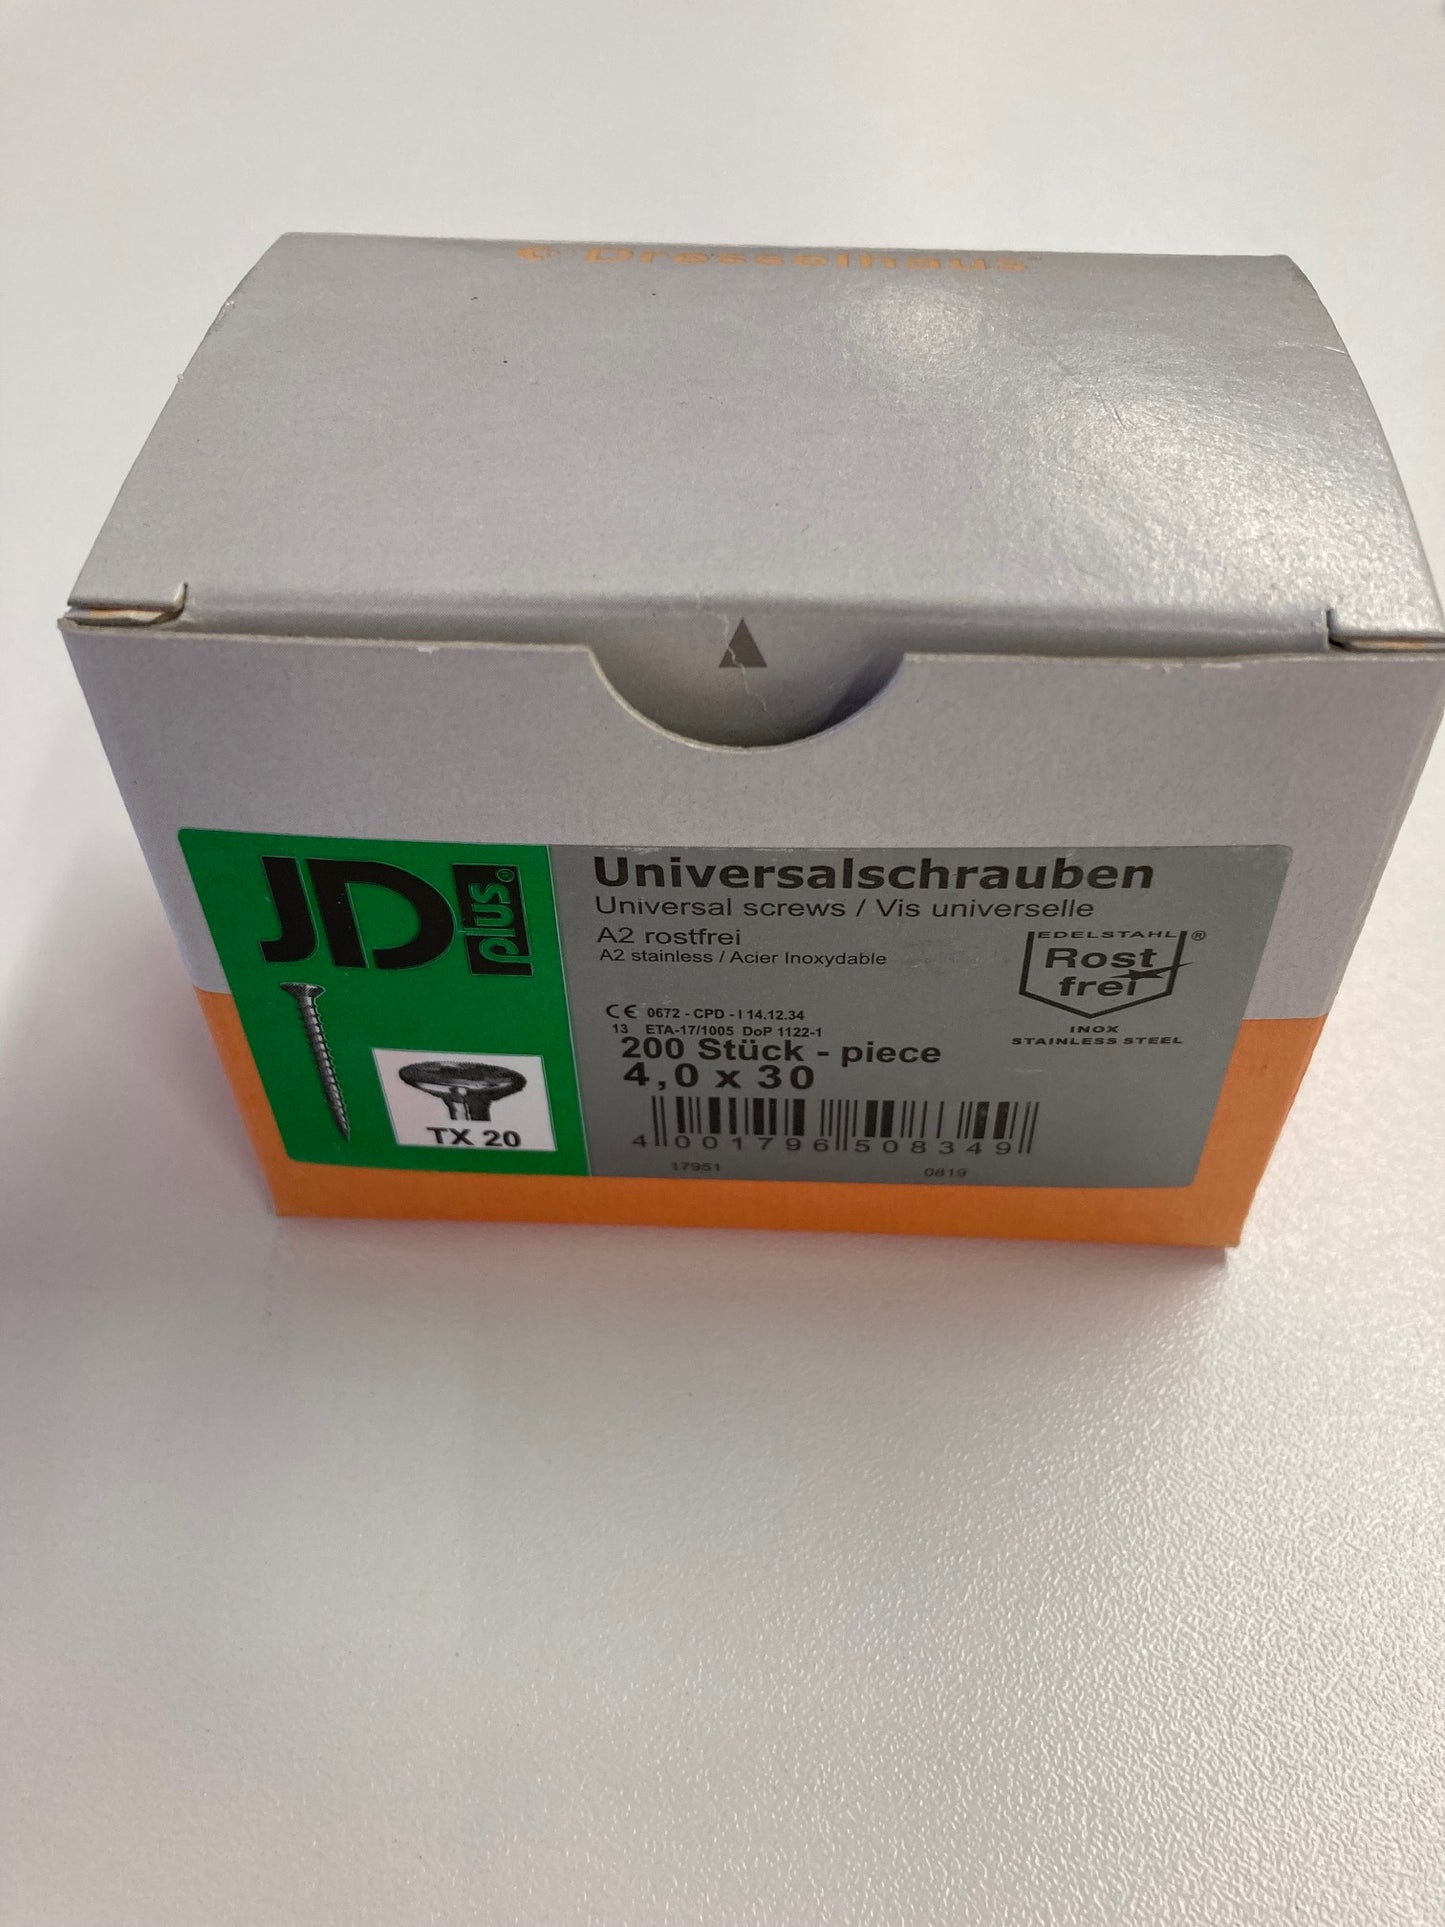 Dresselhaus
JD plus®
Universalschrauben
Universal screws / Vis universelle
A2 rostfrei
A2 stainless / Acier Inoxydable
EDELSTAHL®
Rost
frei
INOX
STAINLESS STEEL
CE 0672 - CPD - I 14.12.34
13 ETA-17/1005 DoP 1122-1
200 Stück - piece
4,0 x 30
TX 20
4 001796 508349
17951 0819